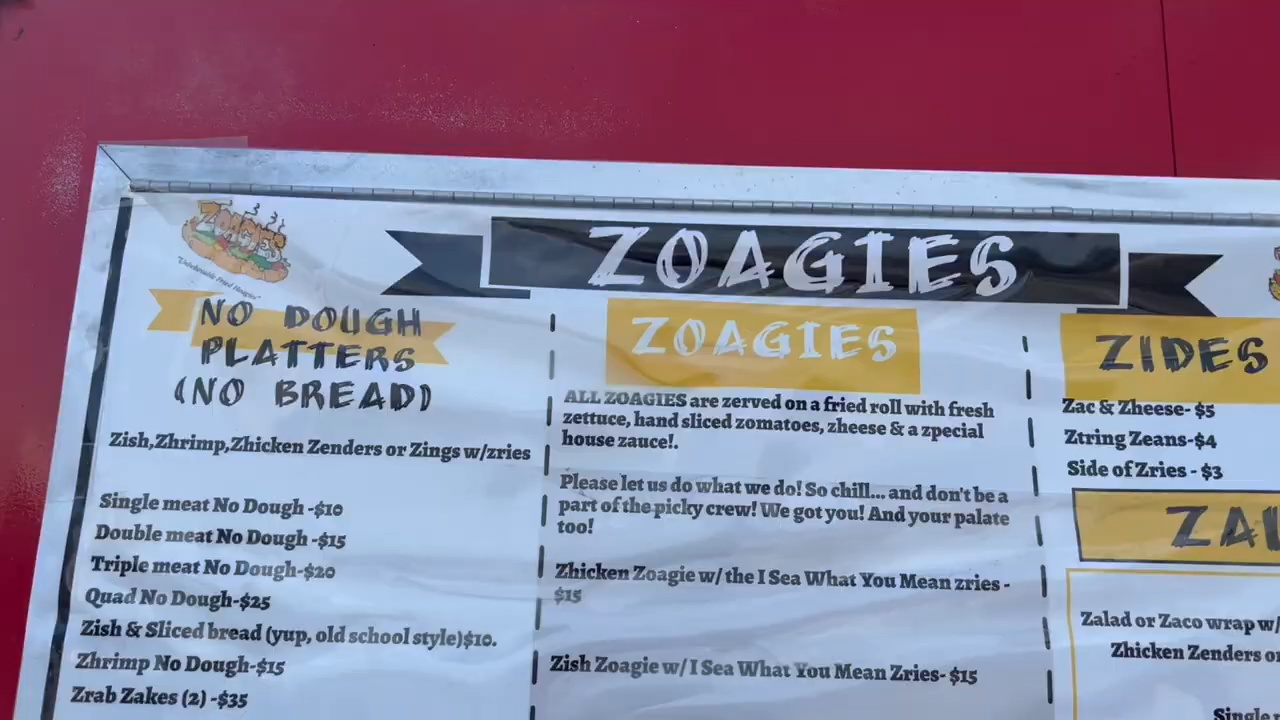 ZOAGIES
ZOAGIES
"Unbelievable Fried Hoagies"
NO DOUGH
PLATTERS
(NO BREAD)
Zish,Zhrimp,Zhicken Zenders or Zings w/zries
Single meat No Dough -$10
Double meat No Dough -$15
Triple meat No Dough-$20
Quad No Dough-$25
Zish & Sliced bread (yup, old school style)$10.
Zhrimp No Dough-$15
Zrab Zakes (2) -$35
ZOAGIES
ALL ZOAGIES are zerved on a fried roll with fresh
zettuce, hand sliced zomatoes, zheese & a zpecial
house zauce!.
Please let us do what we do! So chill... and don't be a
part of the picky crew! We got you! And your palate
too!
Zhicken Zoagie w/ the I Sea What You Mean zries -
$15
Zish Zoagie w/I Sea What You Mean Zries- $15
ZIDES
Zac & Zheese- $5
Ztring Zeans-$4
Side of Zries - $3
Zalad or Zaco wrap w/
Zhicken Zenders or
Single